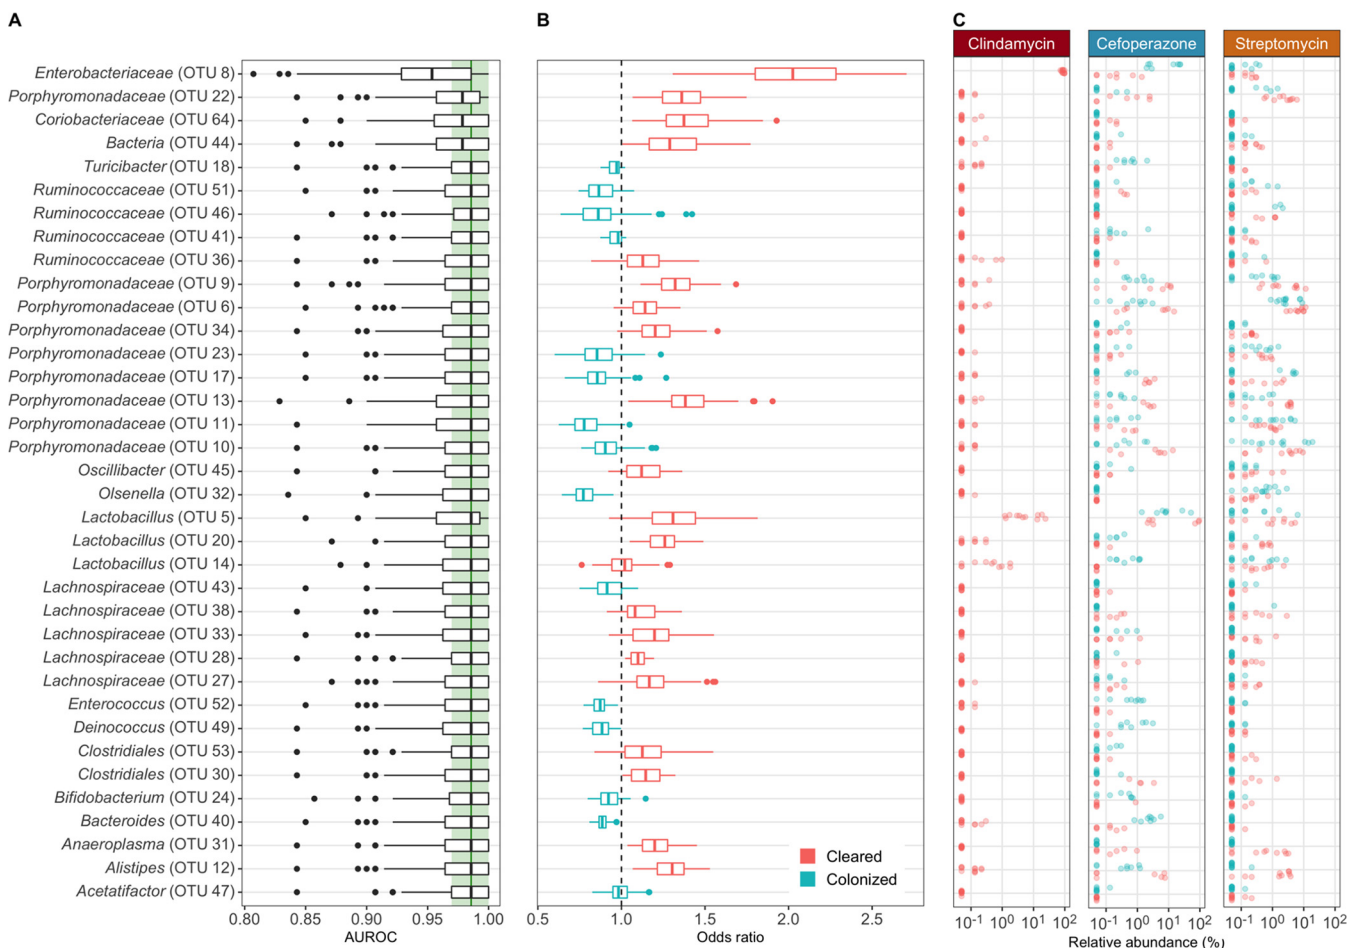 A
B
C
Clindamycin
Cefoperazone
Streptomycin
Enterobacteriaceae (OTU 8)
Porphyromonadaceae (OTU 22)
Coriobacteriaceae (OTU 64)
Bacteria (OTU 44)
Turicibacter (OTU 18)
Ruminococcaceae (OTU 51)
Ruminococcaceae (OTU 46)
Ruminococcaceae (OTU 41)
Ruminococcaceae (OTU 36)
Porphyromonadaceae (OTU 9)
Porphyromonadaceae (OTU 6)
Porphyromonadaceae (OTU 34)
Porphyromonadaceae (OTU 23)
Porphyromonadaceae (OTU 17)
Porphyromonadaceae (OTU 13)
Porphyromonadaceae (OTU 11)
Porphyromonadaceae (OTU 10)
Oscillibacter (OTU 45)
Olsenella (OTU 32)
Lactobacillus (OTU 5)
Lactobacillus (OTU 20)
Lactobacillus (OTU 14)
Lachnospiraceae (OTU 43)
Lachnospiraceae (OTU 38)
Lachnospiraceae (OTU 33)
Lachnospiraceae (OTU 28)
Lachnospiraceae (OTU 27)
Enterococcus (OTU 52)
Deinococcus (OTU 49)
Clostridiales (OTU 53)
Clostridiales (OTU 30)
Bifidobacterium (OTU 24)
Bacteroides (OTU 40)
Anaeroplasma (OTU 31)
Alistipes (OTU 12)
Acetatifactor (OTU 47)
Cleared
Colonized
0.80 0.85 0.90 0.95 1.00
AUROC
0.5 1.0 1.5 2.0 2.5
Odds ratio
10⁻¹ 10⁰ 10¹ 10²
10⁻¹ 10⁰ 10¹ 10²
10⁻¹ 10⁰ 10¹ 10²
Relative abundance (%)